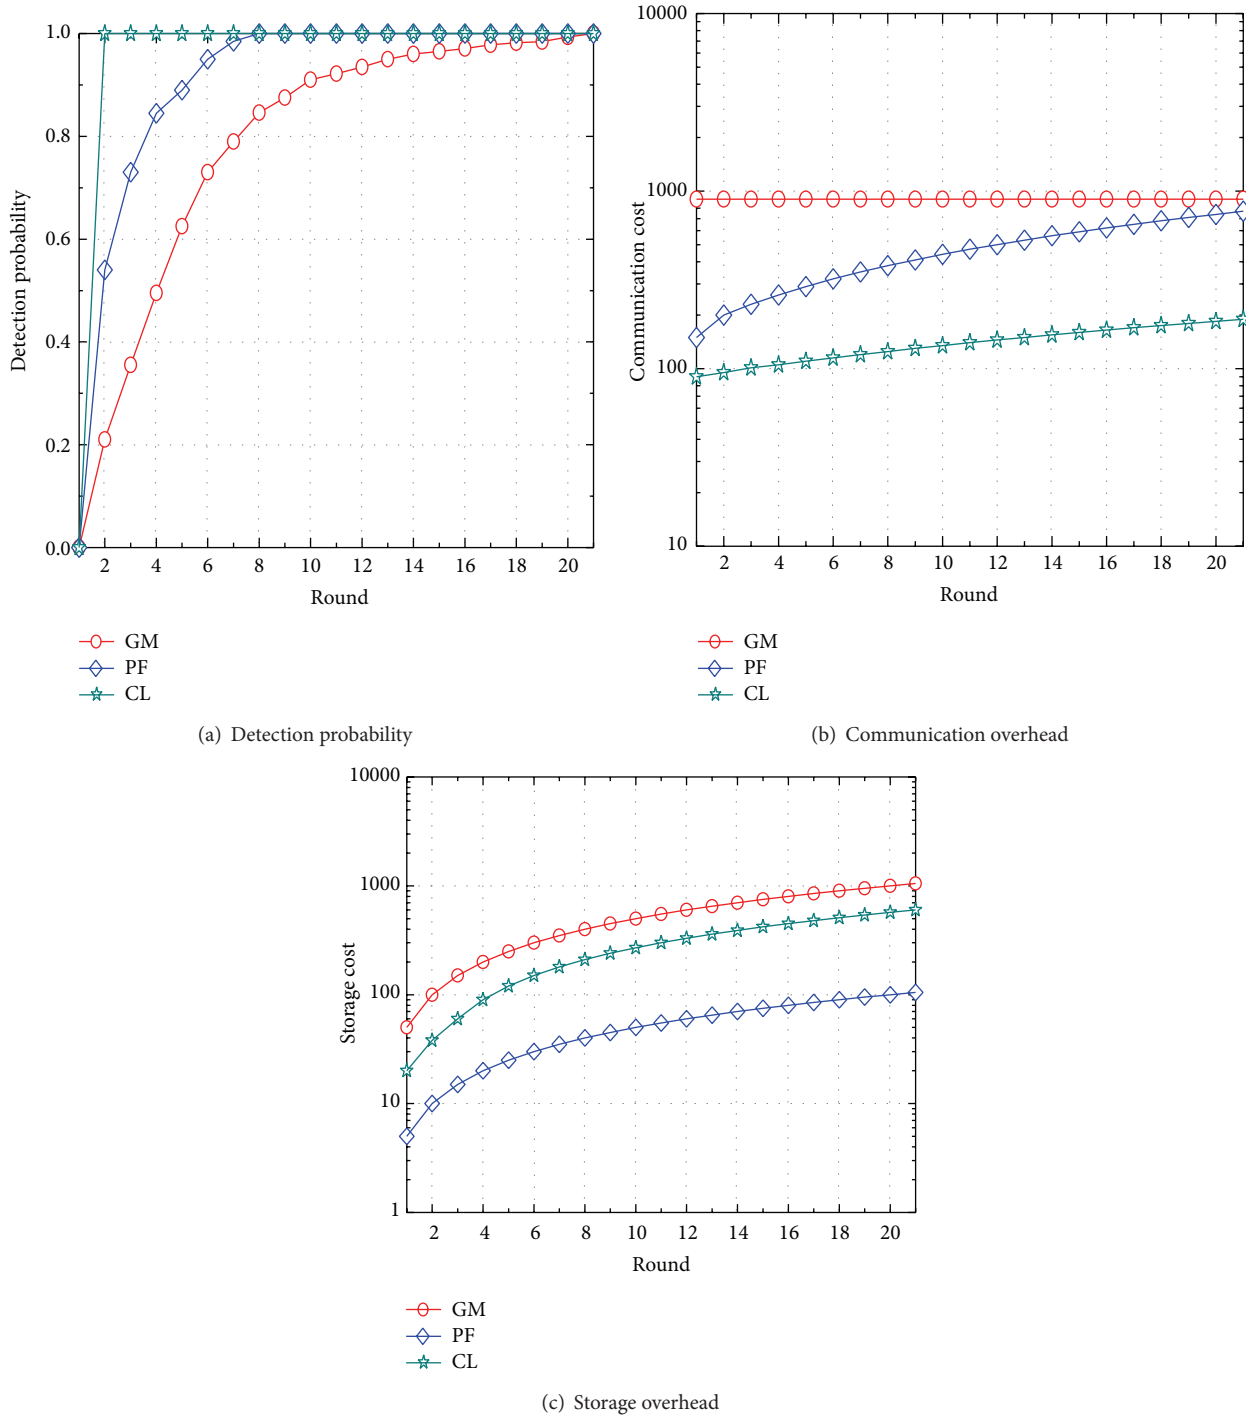 1.0
0.8
0.6
0.4
0.2
0.0
Detection probability
2 4 6 8 10 12 14 16 18 20
Round
GM
PF
CL
(a) Detection probability
10000
1000
100
10
Communication cost
2 4 6 8 10 12 14 16 18 20
Round
GM
PF
CL
(b) Communication overhead
10000
1000
100
10
1
Storage cost
2 4 6 8 10 12 14 16 18 20
Round
GM
PF
CL
(c) Storage overhead